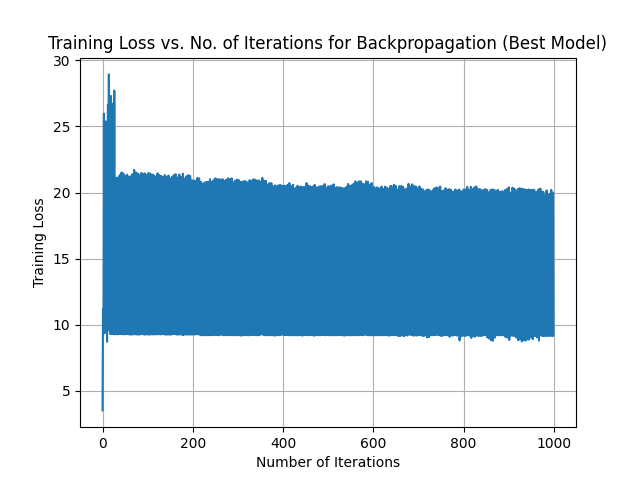 Training Loss vs. No. of Iterations for Backpropagation (Best Model)
30
25
20
15
10
5
Training Loss
0 200 400 600 800 1000
Number of Iterations